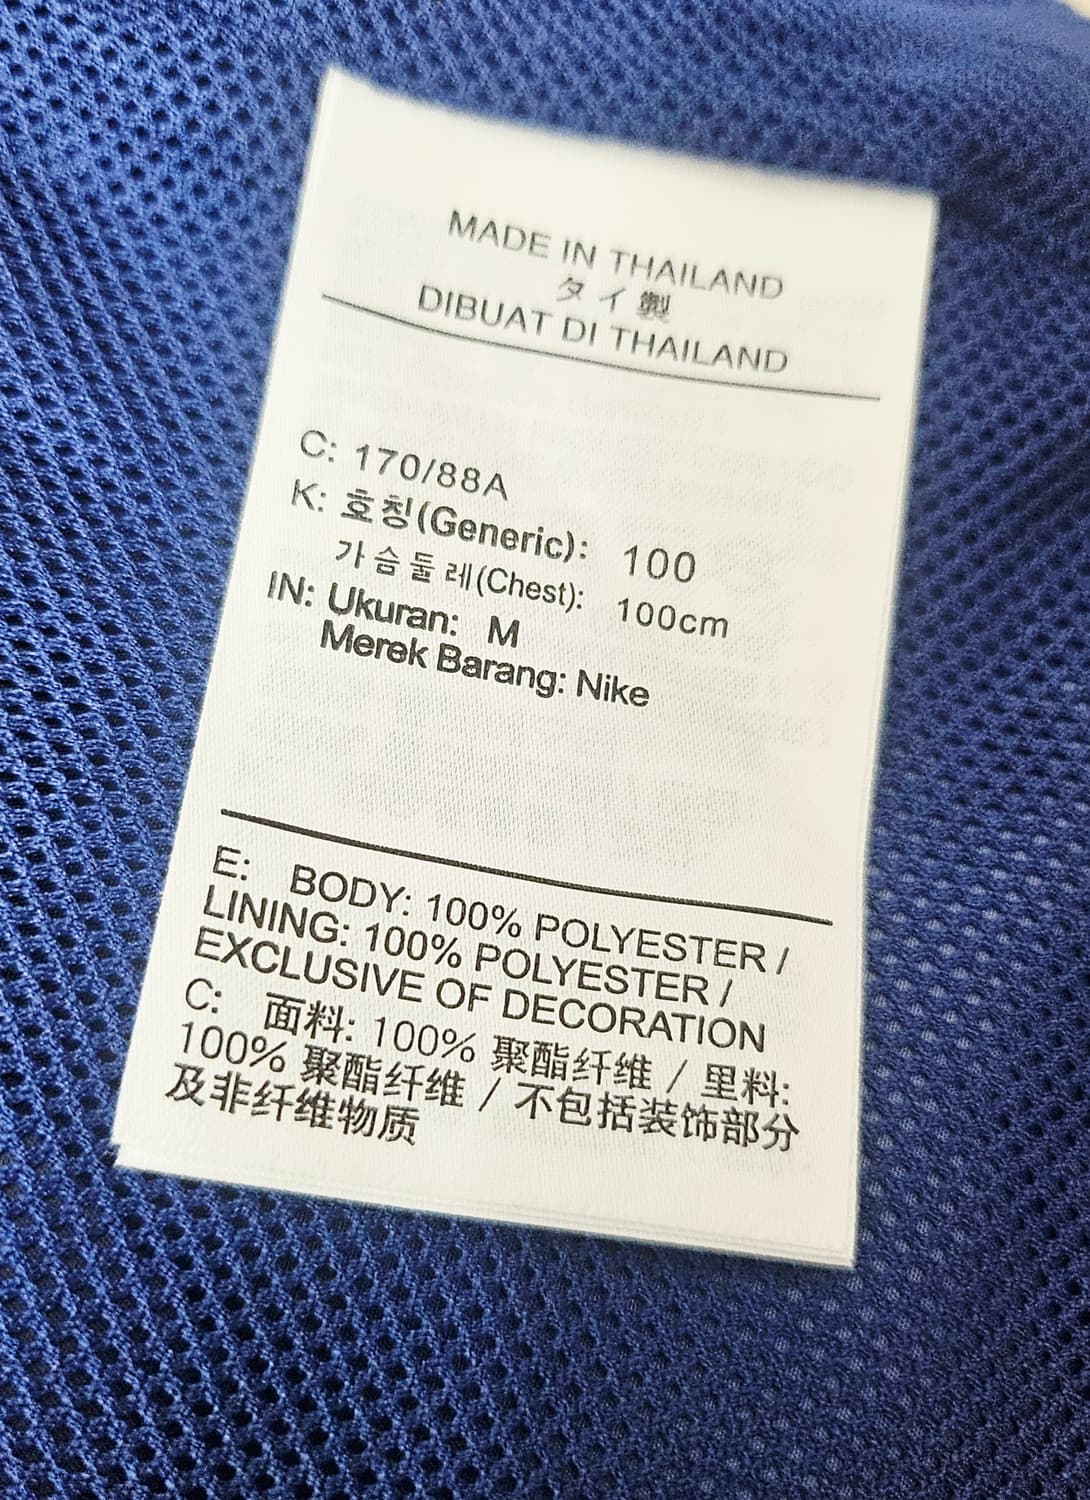 MADE IN THAILAND
タイ製
DIBUAT DI THAILAND
C: 170/88A
K: 호칭(Generic): 100
가슴둘레(Chest): 100cm
IN: Ukuran: M
Merek Barang: Nike
E: BODY: 100% POLYESTER /
LINING: 100% POLYESTER /
EXCLUSIVE OF DECORATION
C: 面料: 100% 聚酯纤维 / 里料:
100% 聚酯纤维 / 不包括装饰部分
及非纤维物质